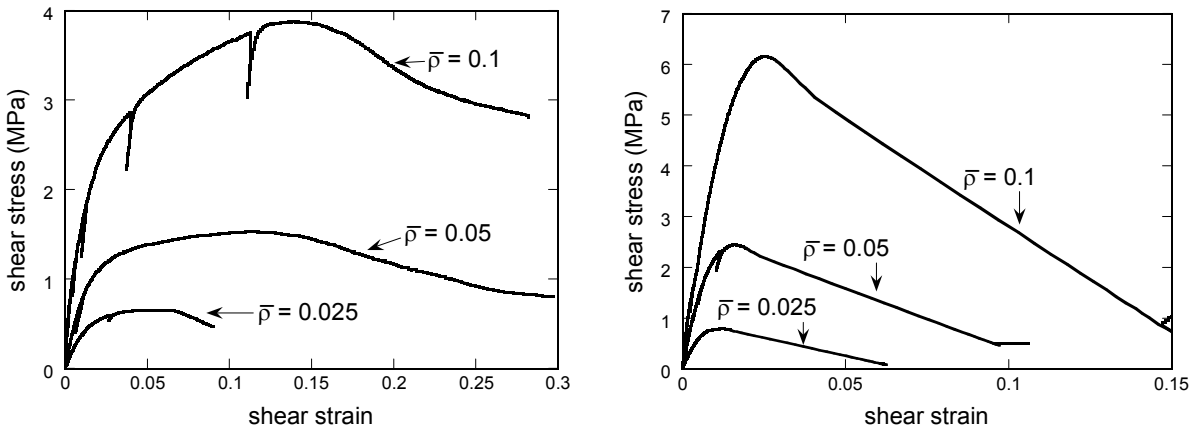 4
3
2
1
0
shear stress (MPa)
ρ̅ = 0.1
ρ̅ = 0.05
ρ̅ = 0.025
0 0.05 0.1 0.15 0.2 0.25 0.3
shear strain
7
6
5
4
3
2
1
0
shear stress (MPa)
ρ̅ = 0.1
ρ̅ = 0.05
ρ̅ = 0.025
0 0.05 0.1 0.15
shear strain